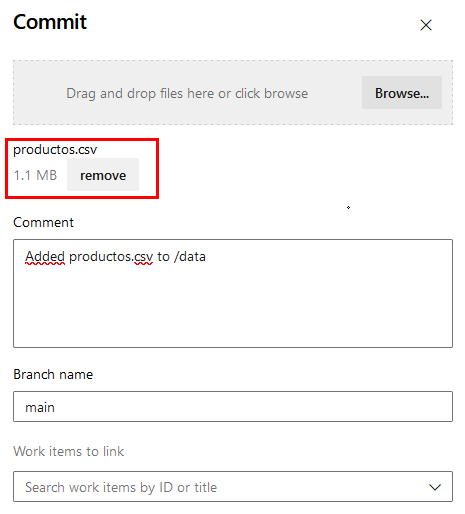 Commit
Drag and drop files here or click browse
Browse...
productos.csv
1.1 MB
remove
Comment
Added productos.csv to /data
Branch name
main
Work items to link
Search work items by ID or title